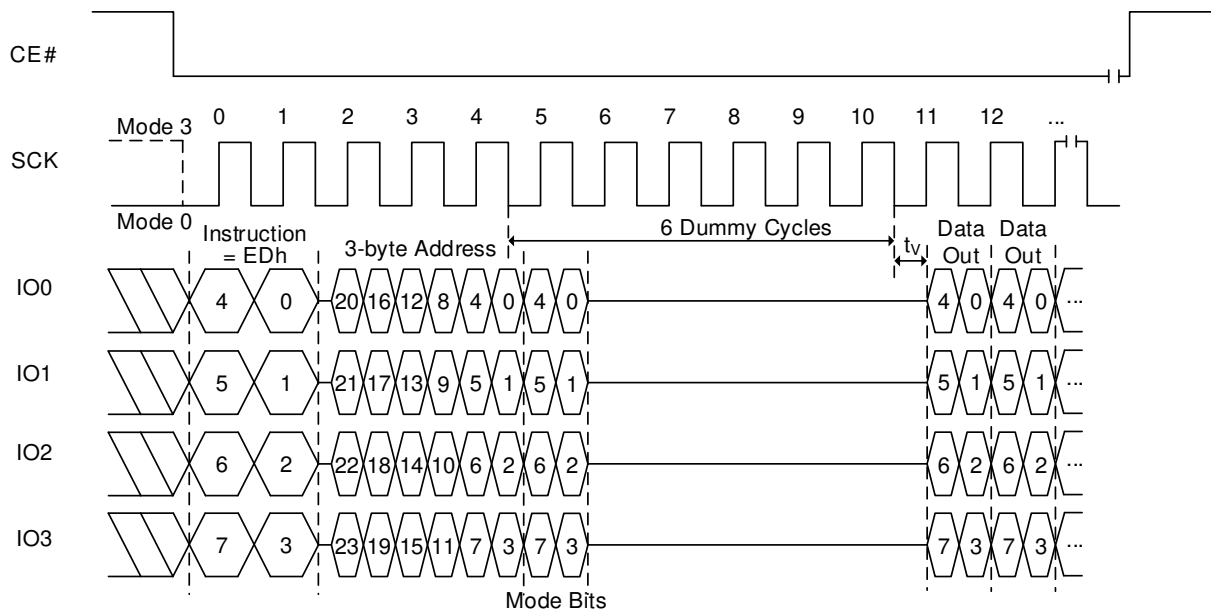 CE#
0 1 2 3 4 5 6 7 8 9 10 11 12 ...
Mode 3
SCK
Mode 0
Instruction
= EDh
3-byte Address
6 Dummy Cycles
tV
Data
Out
Data
Out
IO0 4 0 20 16 12 8 4 0 4 0 4 0 4 0 ...
IO1 5 1 21 17 13 9 5 1 5 1 5 1 5 1 ...
IO2 6 2 22 18 14 10 6 2 6 2 6 2 6 2 ...
IO3 7 3 23 19 15 11 7 3 7 3 7 3 7 3 ...
Mode Bits